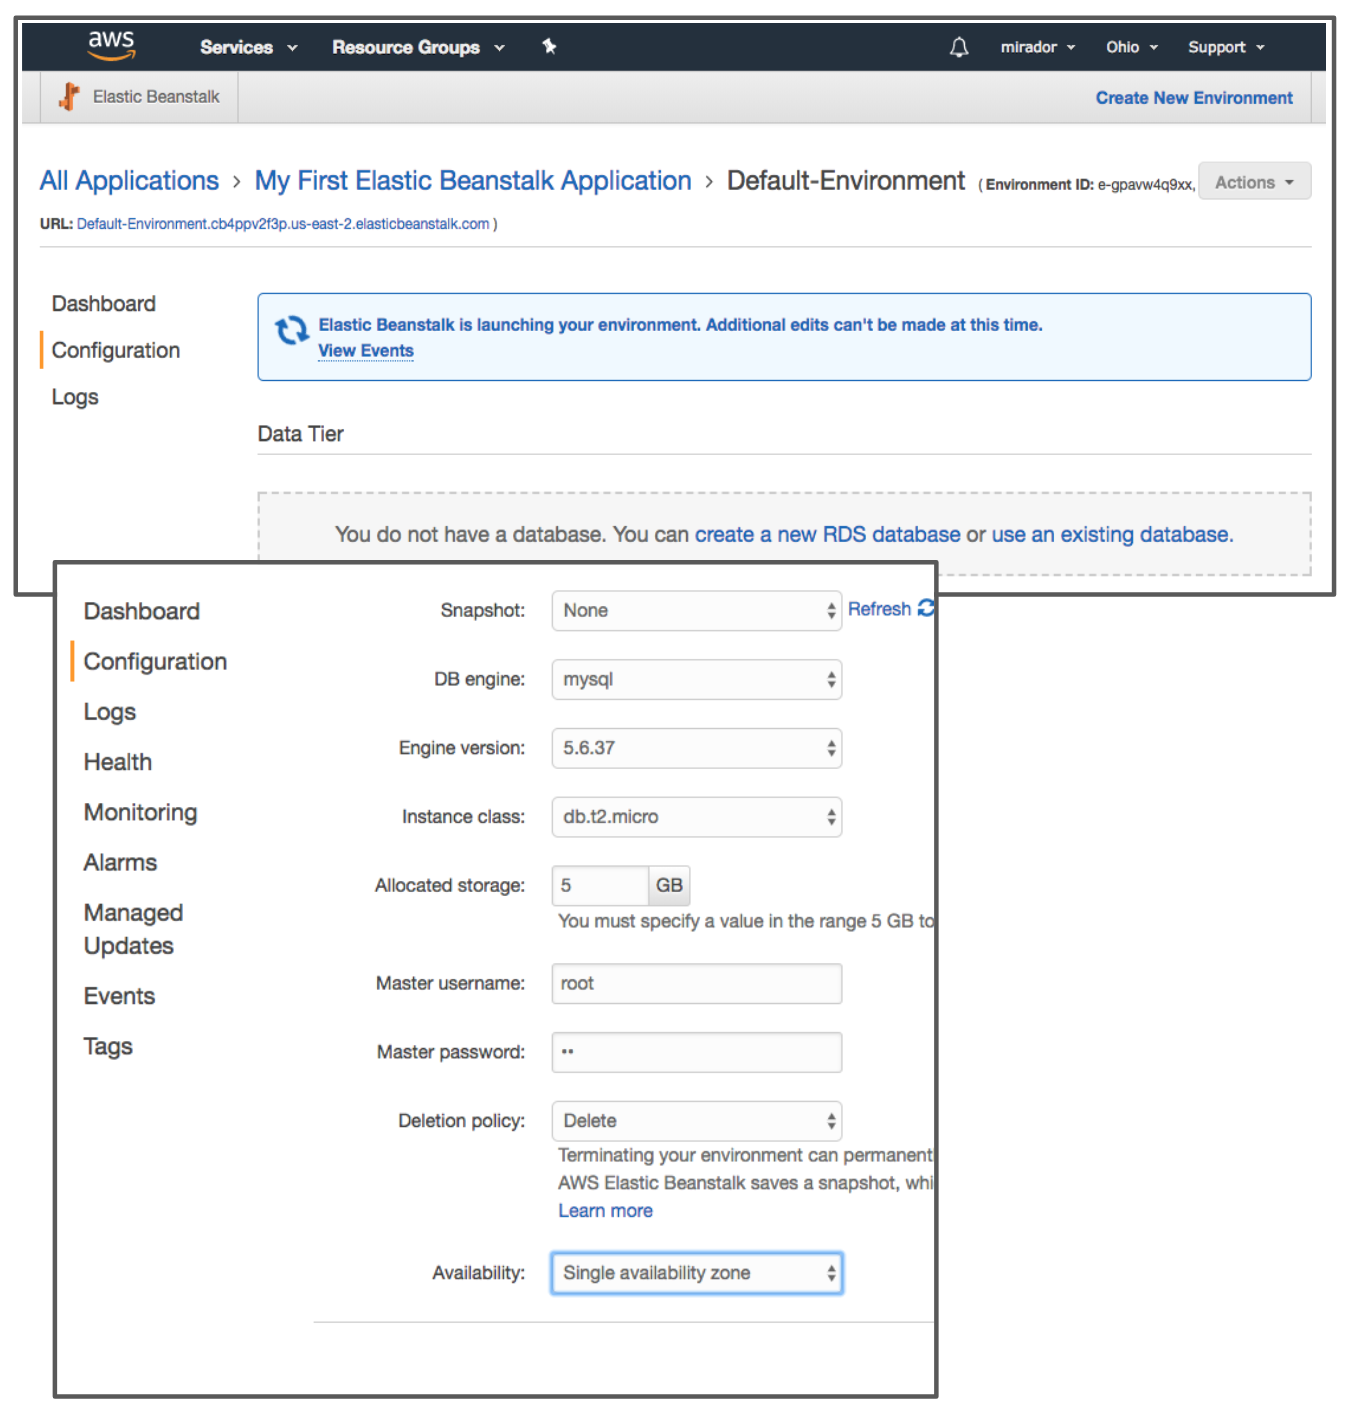 aws Services Resource Groups mirador Ohio Support
Elastic Beanstalk Create New Environment
All Applications > My First Elastic Beanstalk Application > Default-Environment ( Environment ID: e-gpavw4q9xx, Actions
URL: Default-Environment.cb4ppv2f3p.us-east-2.elasticbeanstalk.com )
Dashboard
Configuration
Logs
Elastic Beanstalk is launching your environment. Additional edits can't be made at this time.
View Events
Data Tier
You do not have a database. You can create a new RDS database or use an existing database.
Dashboard
Configuration
Logs
Health
Monitoring
Alarms
Managed
Updates
Events
Tags
Snapshot: None Refresh
DB engine: mysql
Engine version: 5.6.37
Instance class: db.t2.micro
Allocated storage: 5 GB
You must specify a value in the range 5 GB to
Master username: root
Master password: ••
Deletion policy: Delete
Terminating your environment can permanent
AWS Elastic Beanstalk saves a snapshot, whi
Learn more
Availability: Single availability zone